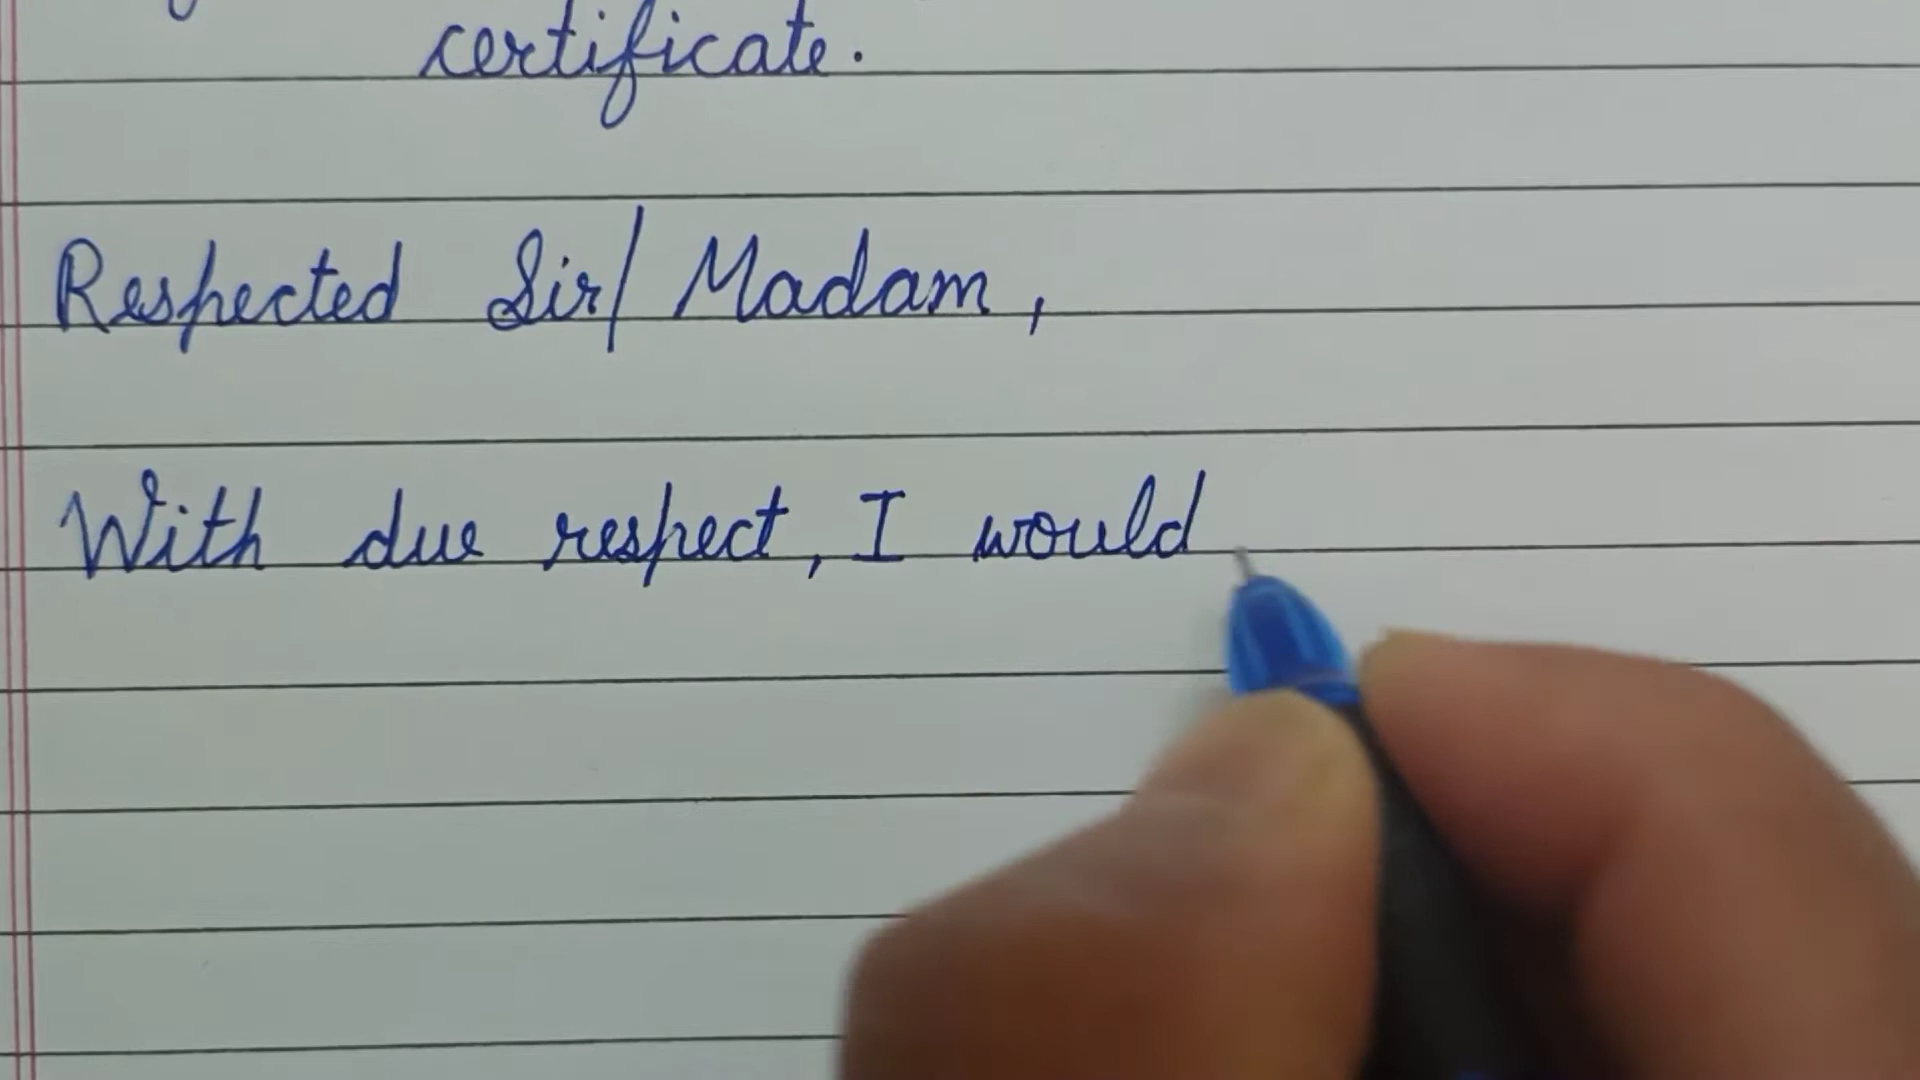 certificate.
Respected Sir/Madam,
With due respect, I would